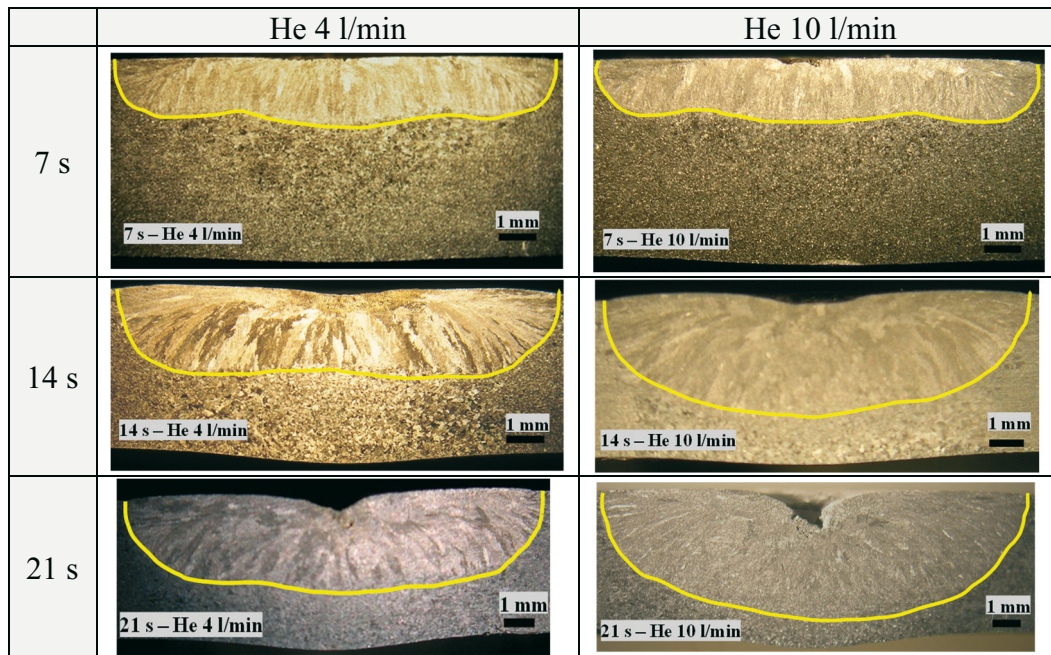 He 4 l/min
He 10 l/min
7 s
1 mm
7 s – He 4 l/min
1 mm
7 s – He 10 l/min
14 s
1 mm
14 s – He 4 l/min
1 mm
14 s – He 10 l/min
21 s
1 mm
21 s – He 4 l/min
1 mm
21 s – He 10 l/min